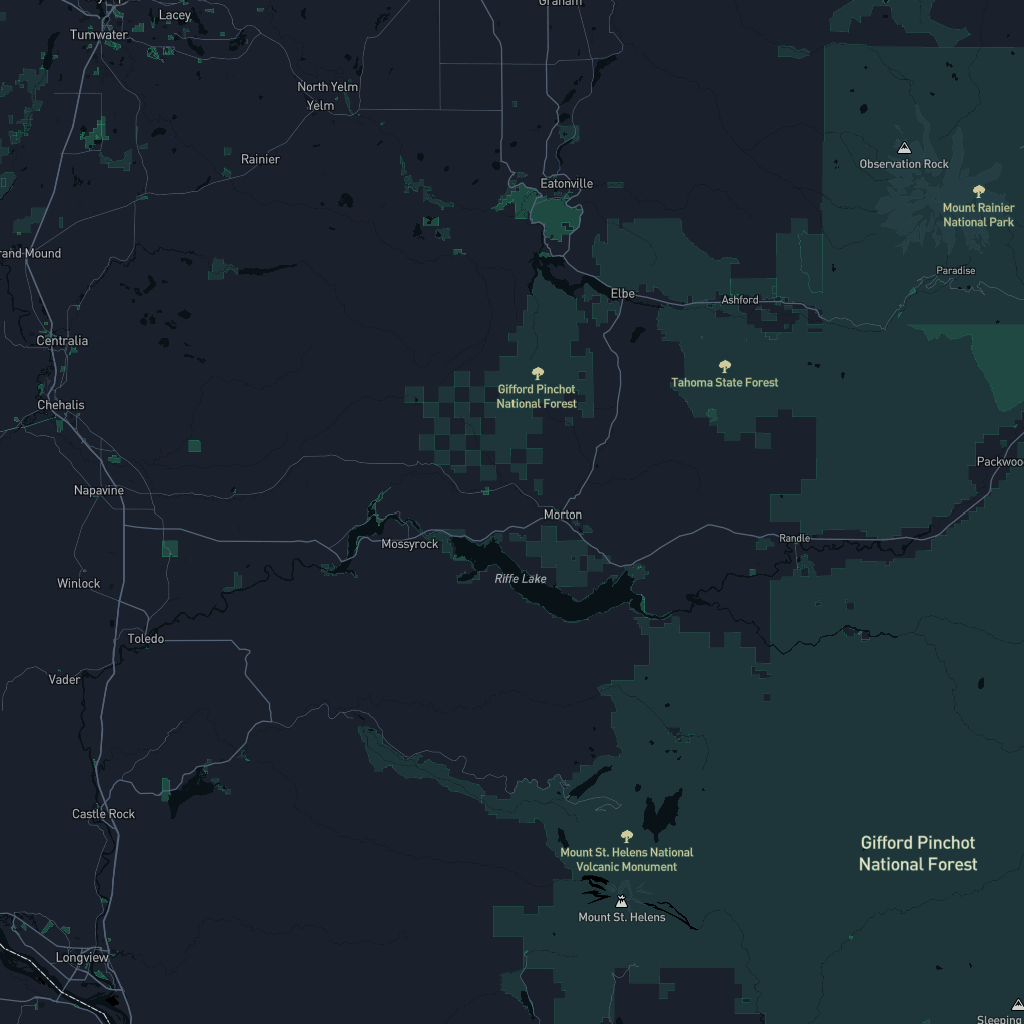 Graham
Lacey
Tumwater
North Yelm
Yelm
Rainier
Observation Rock
Eatonville
Mount Rainier
National Park
rand Mound
Paradise
Elbe
Ashford
Centralia
Tahoma State Forest
Gifford Pinchot
National Forest
Chehalis
Packwoo
Napavine
Morton
Randle
Mossyrock
Riffe Lake
Winlock
Toledo
Vader
Castle Rock
Gifford Pinchot
National Forest
Mount St. Helens National
Volcanic Monument
Mount St. Helens
Longview
Sleeping